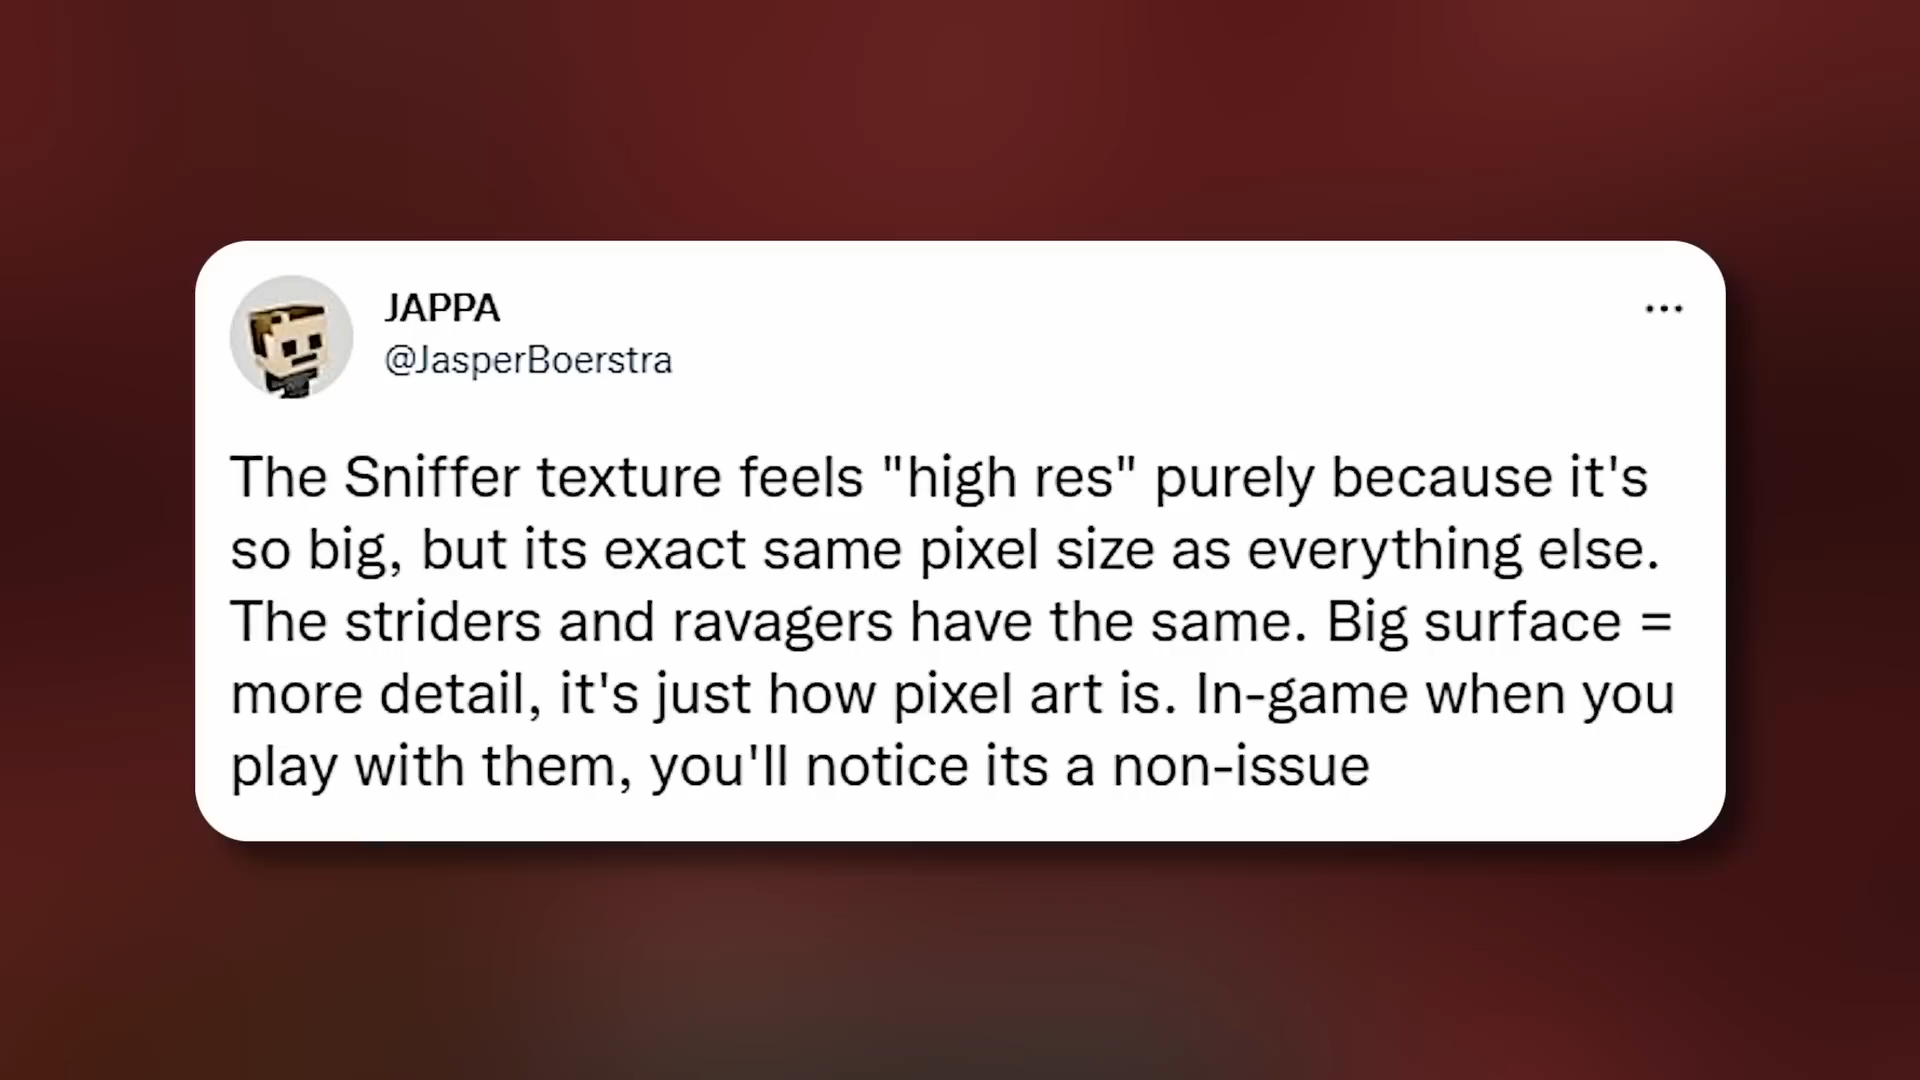 JAPPA
@JasperBoerstra
The Sniffer texture feels "high res" purely because it's
so big, but its exact same pixel size as everything else.
The striders and ravagers have the same. Big surface =
more detail, it's just how pixel art is. In-game when you
play with them, you'll notice its a non-issue